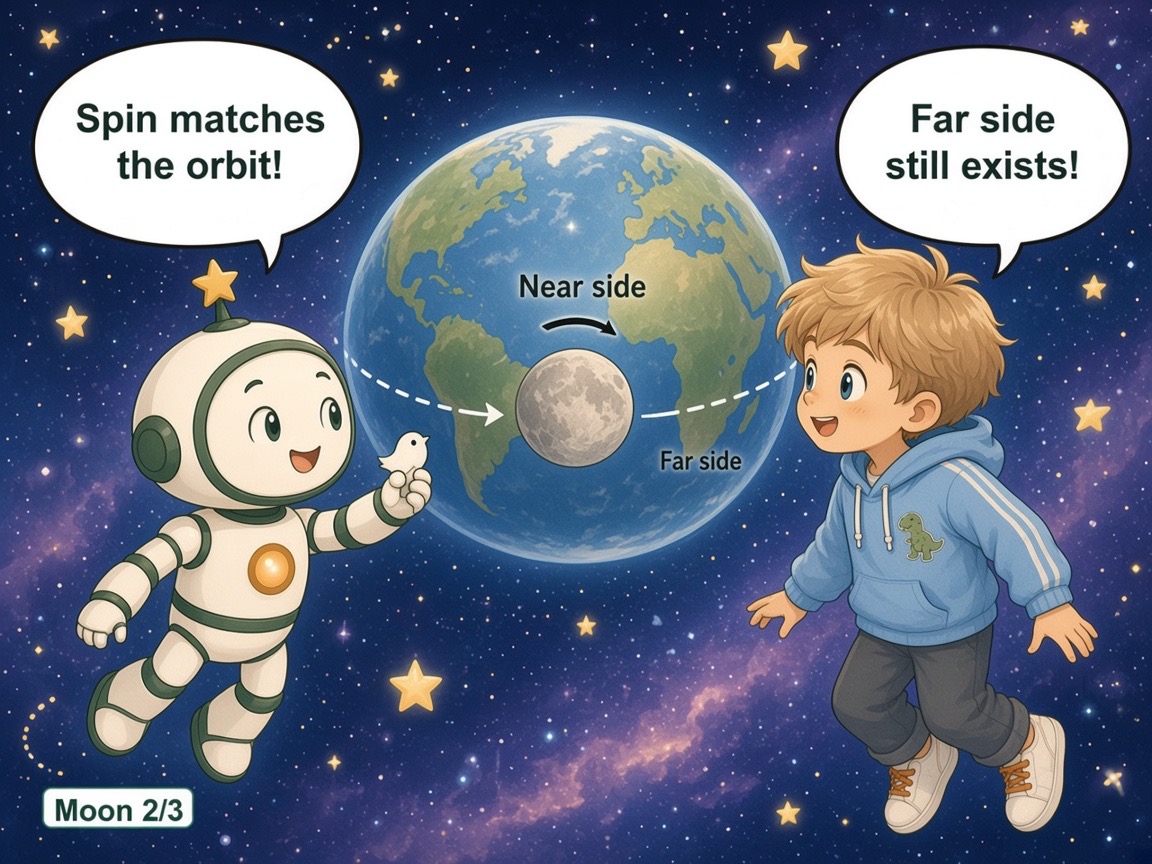 Spin matches
the orbit!
Far side
still exists!
Near side
Far side
Moon 2/3